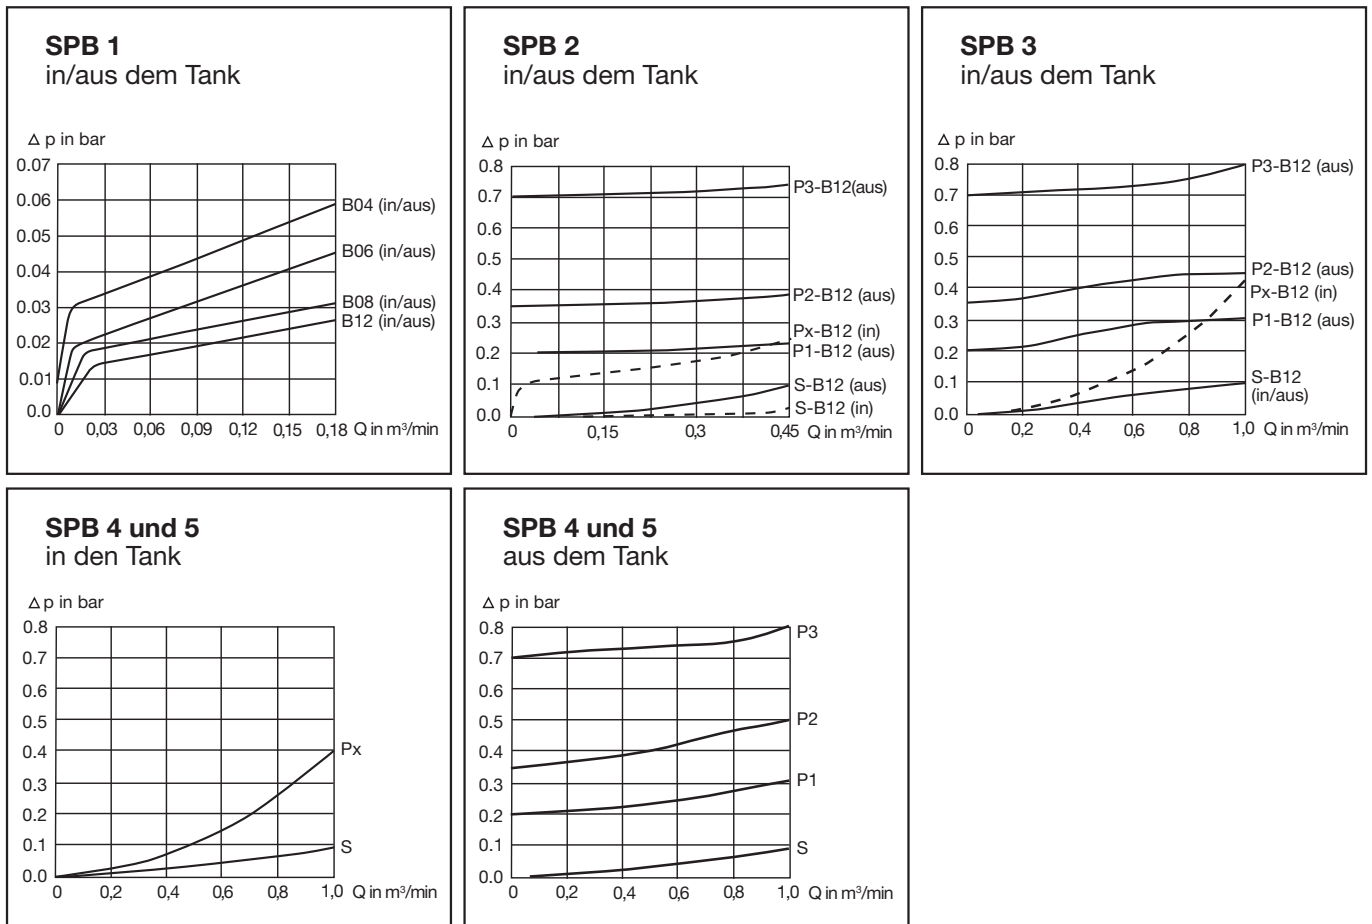 SPB 1
in/aus dem Tank
Δ p in bar
0.07
0.06
0.05
0.04
0.03
0.02
0.01
0.0
0 0,03 0,06 0,09 0,12 0,15 0,18 Q in m³/min
B04 (in/aus)
B06 (in/aus)
B08 (in/aus)
B12 (in/aus)
SPB 2
in/aus dem Tank
Δ p in bar
0.8
0.7
0.6
0.5
0.4
0.3
0.2
0.1
0.0
0 0,15 0,3 0,45 Q in m³/min
P3-B12(aus)
P2-B12 (aus)
Px-B12 (in)
P1-B12 (aus)
S-B12 (aus)
S-B12 (in)
SPB 3
in/aus dem Tank
Δ p in bar
0.8
0.7
0.6
0.5
0.4
0.3
0.2
0.1
0.0
0 0,2 0,4 0,6 0,8 1,0 Q in m³/min
P3-B12 (aus)
P2-B12 (aus)
Px-B12 (in)
P1-B12 (aus)
S-B12
(in/aus)
SPB 4 und 5
in den Tank
Δ p in bar
0.8
0.7
0.6
0.5
0.4
0.3
0.2
0.1
0.0
0 0,2 0,4 0,6 0,8 1,0 Q in m³/min
Px
S
SPB 4 und 5
aus dem Tank
Δ p in bar
0.8
0.7
0.6
0.5
0.4
0.3
0.2
0.1
0.0
0 0,2 0,4 0,6 0,8 1,0 Q in m³/min
P3
P2
P1
S